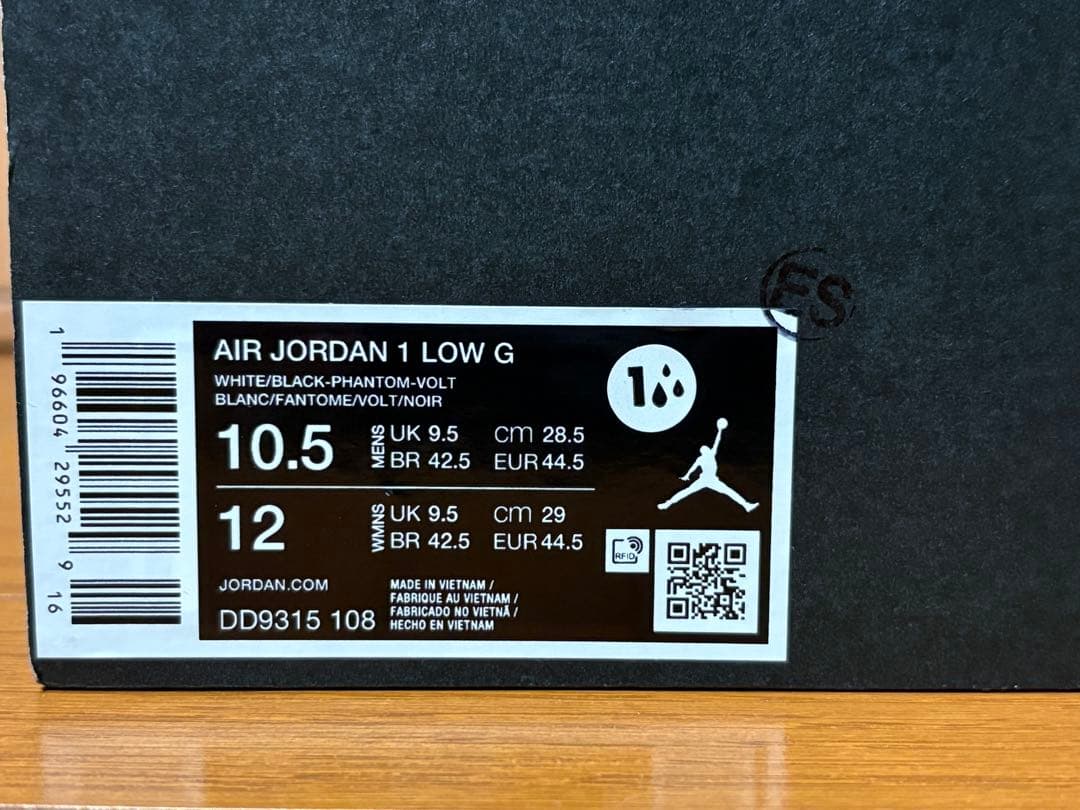 ES
AIR JORDAN 1 LOW G
WHITE/BLACK-PHANTOM-VOLT
BLANC/FANTOME/VOLT/NOIR
10.5 MENS UK 9.5 cm 28.5
BR 42.5 EUR 44.5
12 WMNS UK 9.5 cm 29
BR 42.5 EUR 44.5
JORDAN.COM
DD9315 108
MADE IN VIETNAM /
FABRIQUE AU VIETNAM /
FABRICADO NO VIETNÃ /
HECHO EN VIETNAM
1
RFID
1 96604 29552 9 16